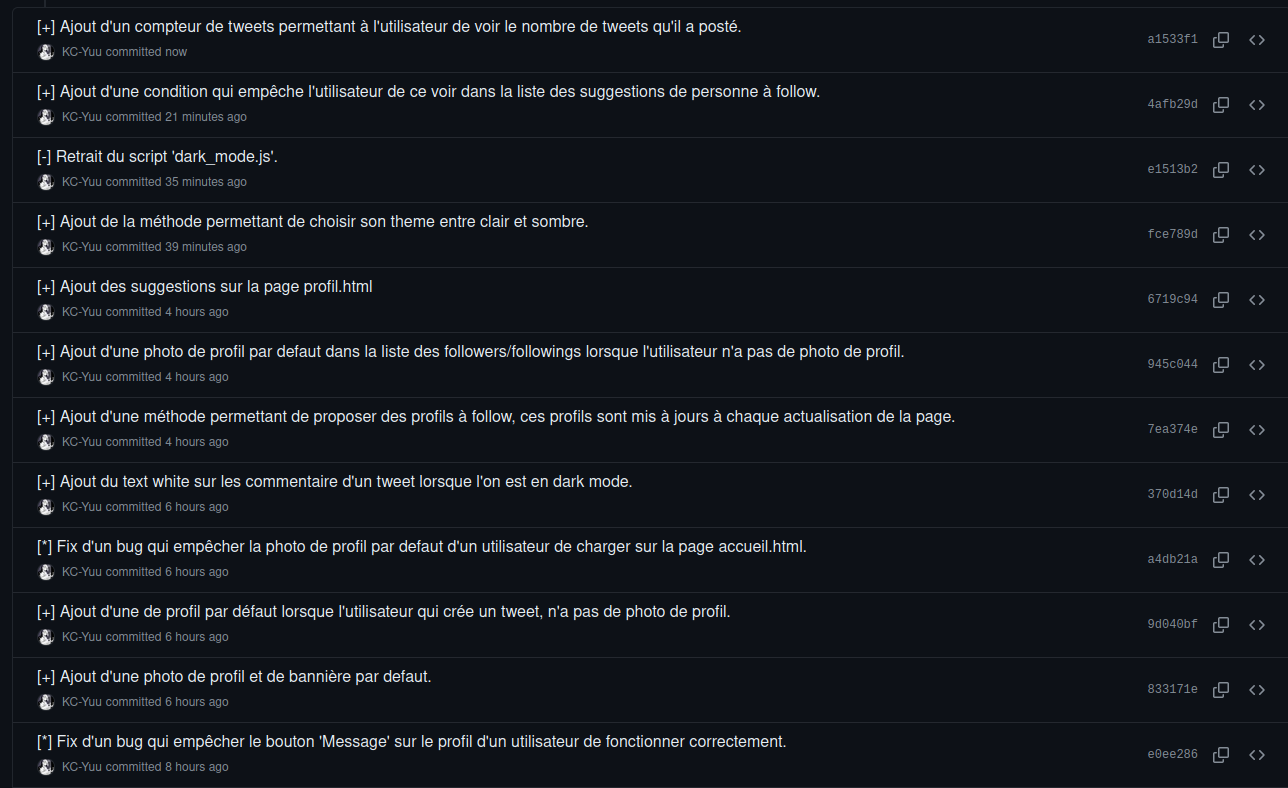 [+] Ajout d'un compteur de tweets permettant à l'utilisateur de voir le nombre de tweets qu'il a posté.
KC-Yuu committed now
a1533f1
[+] Ajout d'une condition qui empêche l'utilisateur de ce voir dans la liste des suggestions de personne à follow.
KC-Yuu committed 21 minutes ago
4afb29d
[-] Retrait du script 'dark_mode.js'.
KC-Yuu committed 35 minutes ago
e1513b2
[+] Ajout de la méthode permettant de choisir son theme entre clair et sombre.
KC-Yuu committed 39 minutes ago
fce789d
[+] Ajout des suggestions sur la page profil.html
KC-Yuu committed 4 hours ago
6719c94
[+] Ajout d'une photo de profil par defaut dans la liste des followers/followings lorsque l'utilisateur n'a pas de photo de profil.
KC-Yuu committed 4 hours ago
945c044
[+] Ajout d'une méthode permettant de proposer des profils à follow, ces profils sont mis à jours à chaque actualisation de la page.
KC-Yuu committed 4 hours ago
7ea374e
[+] Ajout du text white sur les commentaire d'un tweet lorsque l'on est en dark mode.
KC-Yuu committed 6 hours ago
370d14d
[*] Fix d'un bug qui empêcher la photo de profil par defaut d'un utilisateur de charger sur la page accueil.html.
KC-Yuu committed 6 hours ago
a4db21a
[+] Ajout d'une de profil par défaut lorsque l'utilisateur qui crée un tweet, n'a pas de photo de profil.
KC-Yuu committed 6 hours ago
9d040bf
[+] Ajout d'une photo de profil et de bannière par defaut.
KC-Yuu committed 6 hours ago
833171e
[*] Fix d'un bug qui empêcher le bouton 'Message' sur le profil d'un utilisateur de fonctionner correctement.
KC-Yuu committed 8 hours ago
e0ee286